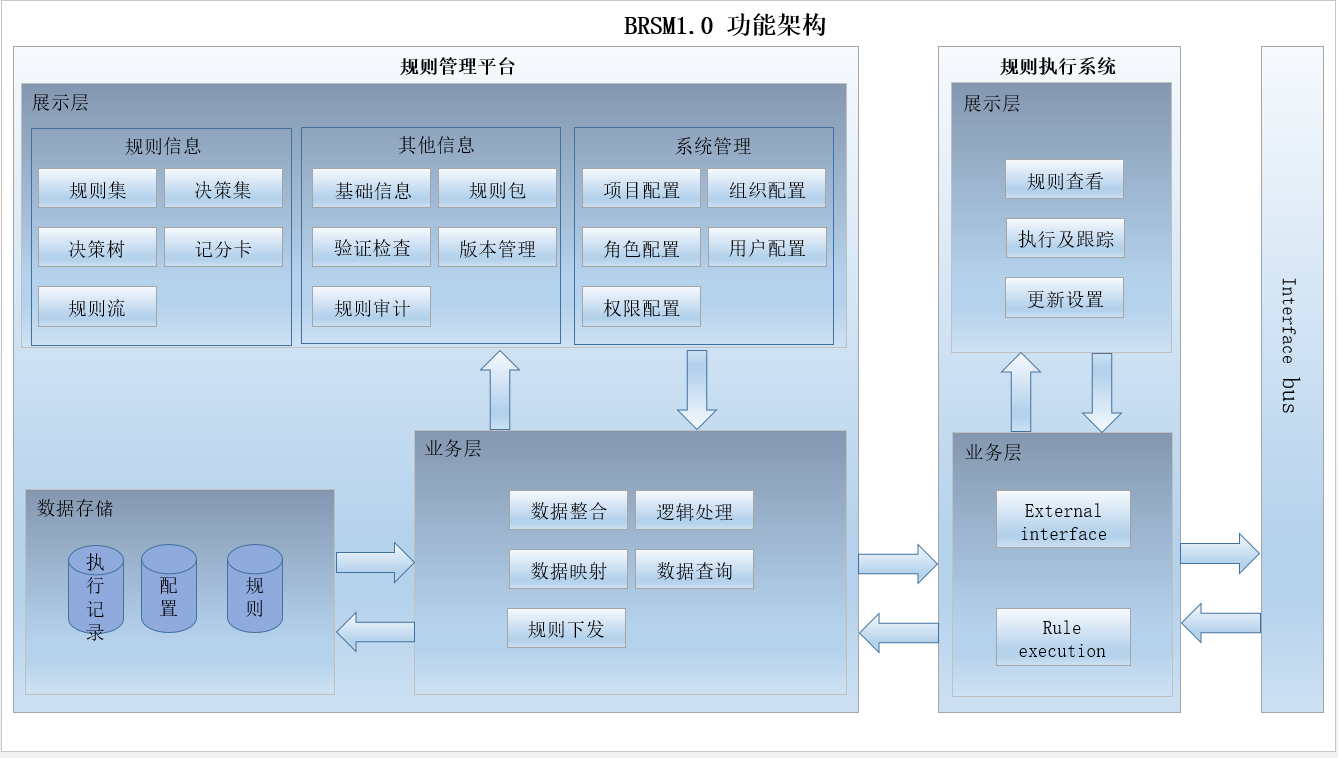 BRSM1.0 功能架构
规则管理平台
展示层
规则信息
规则集
决策集
决策树
记分卡
规则流
其他信息
基础信息
规则包
验证检查
版本管理
规则审计
系统管理
项目配置
组织配置
角色配置
用户配置
权限配置
数据存储
执
行
记
录
配
置
规
则
业务层
数据整合
逻辑处理
数据映射
数据查询
规则下发
规则执行系统
展示层
规则查看
执行及跟踪
更新设置
业务层
External
interface
Rule
execution
Interface bus